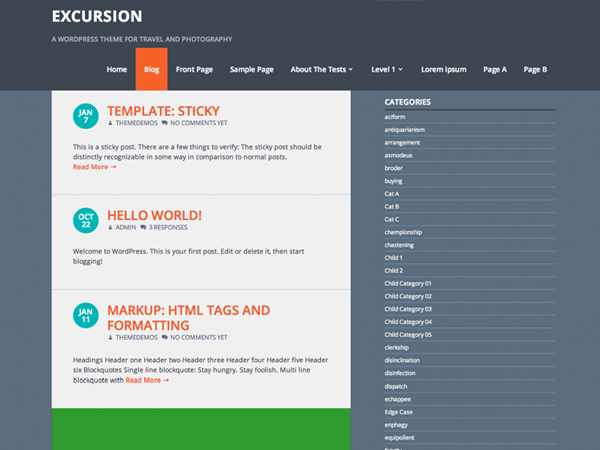 EXCURSION
A WORDPRESS THEME FOR TRAVEL AND PHOTOGRAPHY
Home Blog Front Page Sample Page About The Tests Level 1 Lorem Ipsum Page A Page B
JAN
7
TEMPLATE: STICKY
THEMEDEMOS NO COMMENTS YET
This is a sticky post. There are a few things to verify: The sticky post should be
distinctly recognizable in some way in comparison to normal posts.
Read More →
OCT
22
HELLO WORLD!
ADMIN 3 RESPONSES
Welcome to WordPress. This is your first post. Edit or delete it, then start
blogging!
JAN
11
MARKUP: HTML TAGS AND
FORMATTING
THEMEDEMOS NO COMMENTS YET
Headings Header one Header two Header three Header four Header five Header
six Blockquotes Single line blockquote: Stay hungry. Stay foolish. Multi line
blockquote with Read More →
CATEGORIES
aciform
antiquarianism
arrangement
asmodeus
broder
buying
Cat A
Cat B
Cat C
championship
chastening
Child 1
Child 2
Child Category 01
Child Category 02
Child Category 03
Child Category 04
Child Category 05
clerkship
disinclination
disinfection
dispatch
echappee
Edge Case
enphagy
equipollent